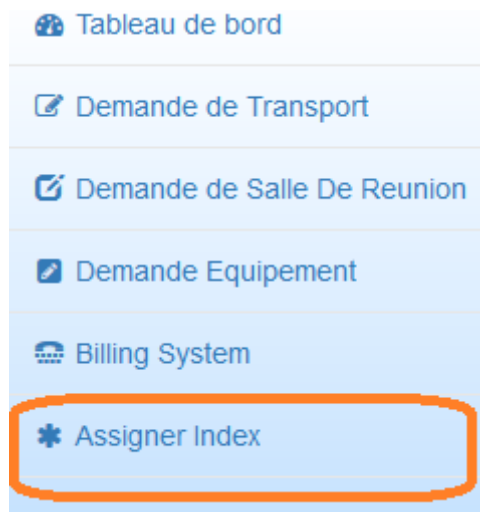 Tableau de bord
Demande de Transport
Demande de Salle De Reunion
Demande Equipement
Billing System
Assigner Index